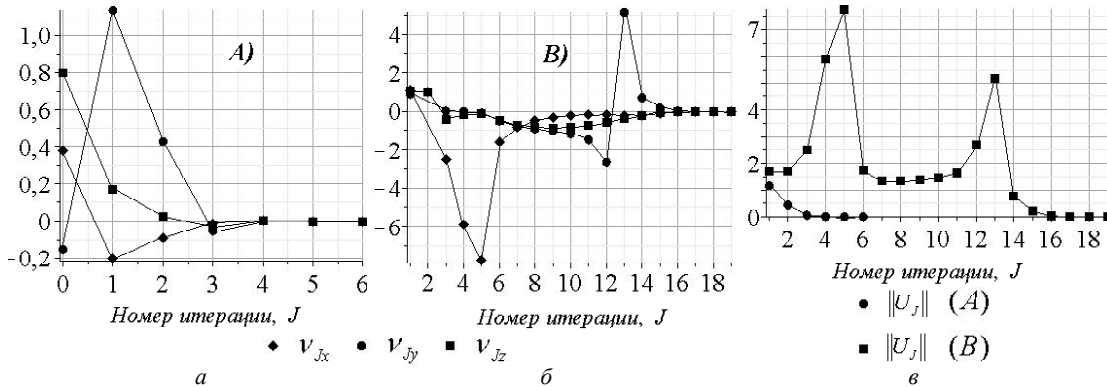 A)
1,0
0,8
0,6
0,4
0,2
0
-0,2
0 1 2 3 4 5 6
Номер итерации, J
B)
4
2
0
−2
−4
−6
2 4 6 8 10 12 14 16 18
Номер итерации, J
ν_Jx ν_Jy ν_Jz
7
4
2
0
2 4 6 8 10 12 14 16 18
Номер итерации, J
‖U_J‖ (A)
‖U_J‖ (B)
а б в